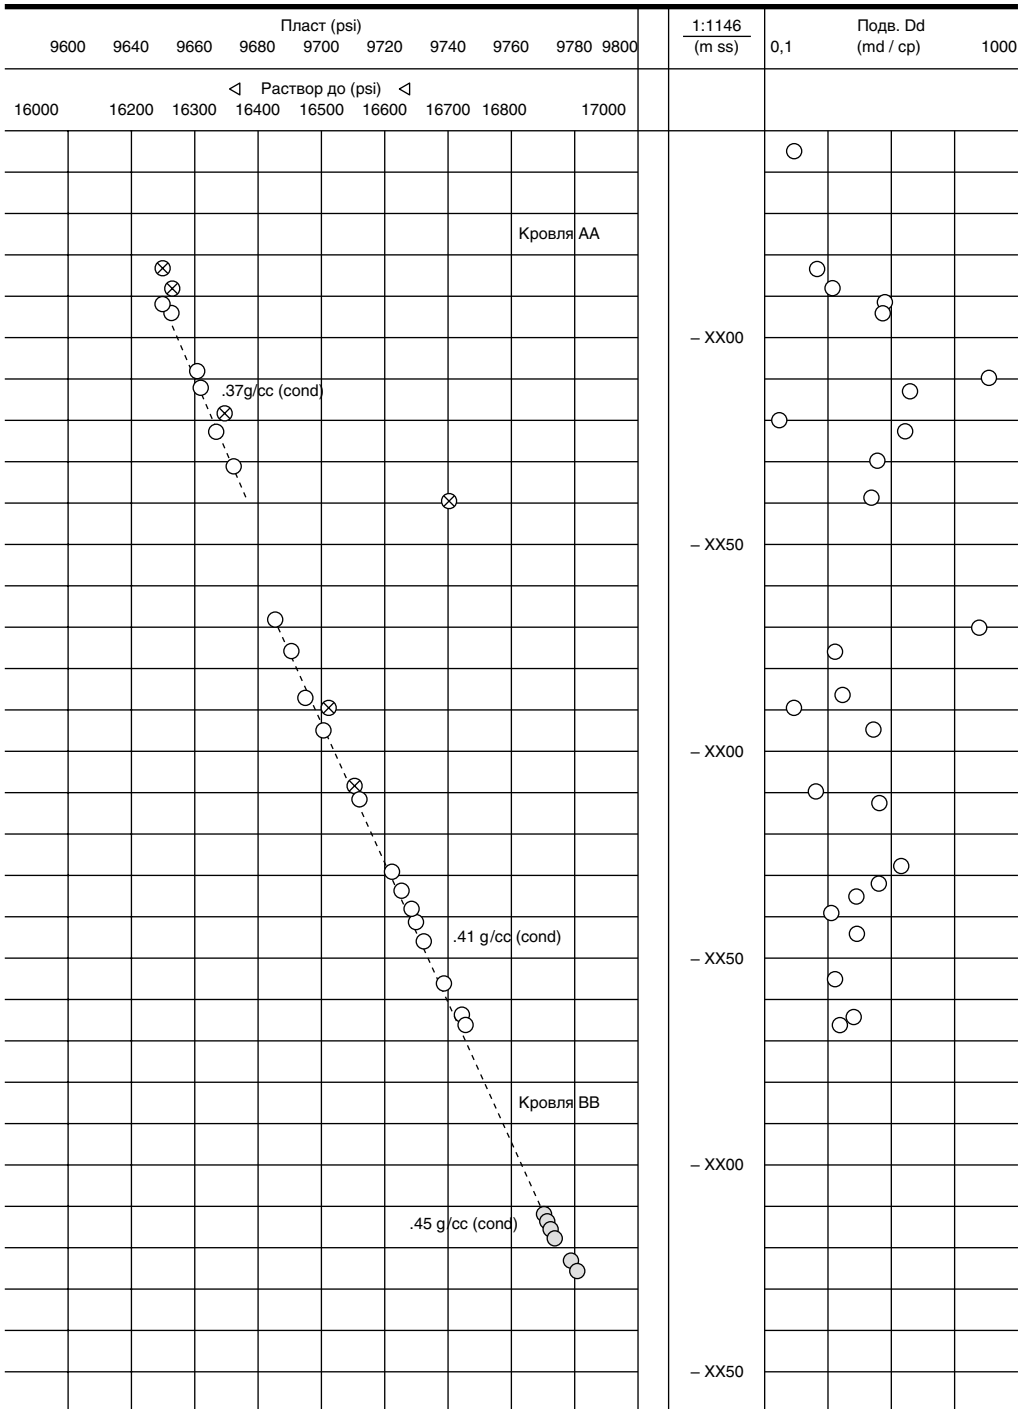 Пласт (psi)
9600 9640 9660 9680 9700 9720 9740 9760 9780 9800
Раствор до (psi)
16000 16200 16300 16400 16500 16600 16700 16800 17000
1:1146
(m ss)
Подв. Dd
0,1 (md / cp) 1000
Кровля AA
– XX00
.37g/cc (cond)
– XX50
– XX00
.41 g/cc (cond)
– XX50
Кровля BB
– XX00
.45 g/cc (cond)
– XX50